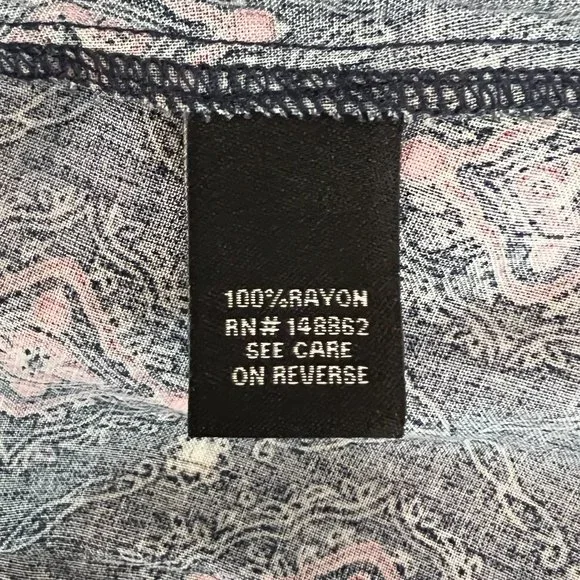 100%RAYON
RN# 148862
SEE CARE
ON REVERSE